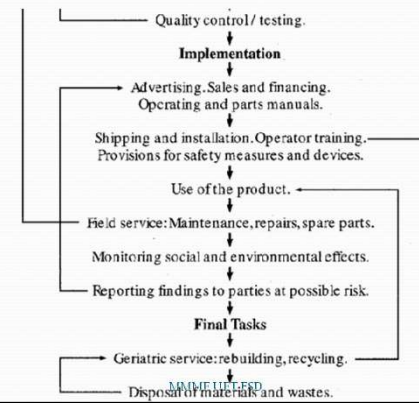 Quality control / testing.
Implementation
Advertising. Sales and financing.
Operating and parts manuals.
Shipping and installation. Operator training.
Provisions for safety measures and devices.
Use of the product.
Field service: Maintenance, repairs, spare parts.
Monitoring social and environmental effects.
Reporting findings to parties at possible risk.
Final Tasks
Geriatric service: rebuilding, recycling.
Disposal of materials and wastes.